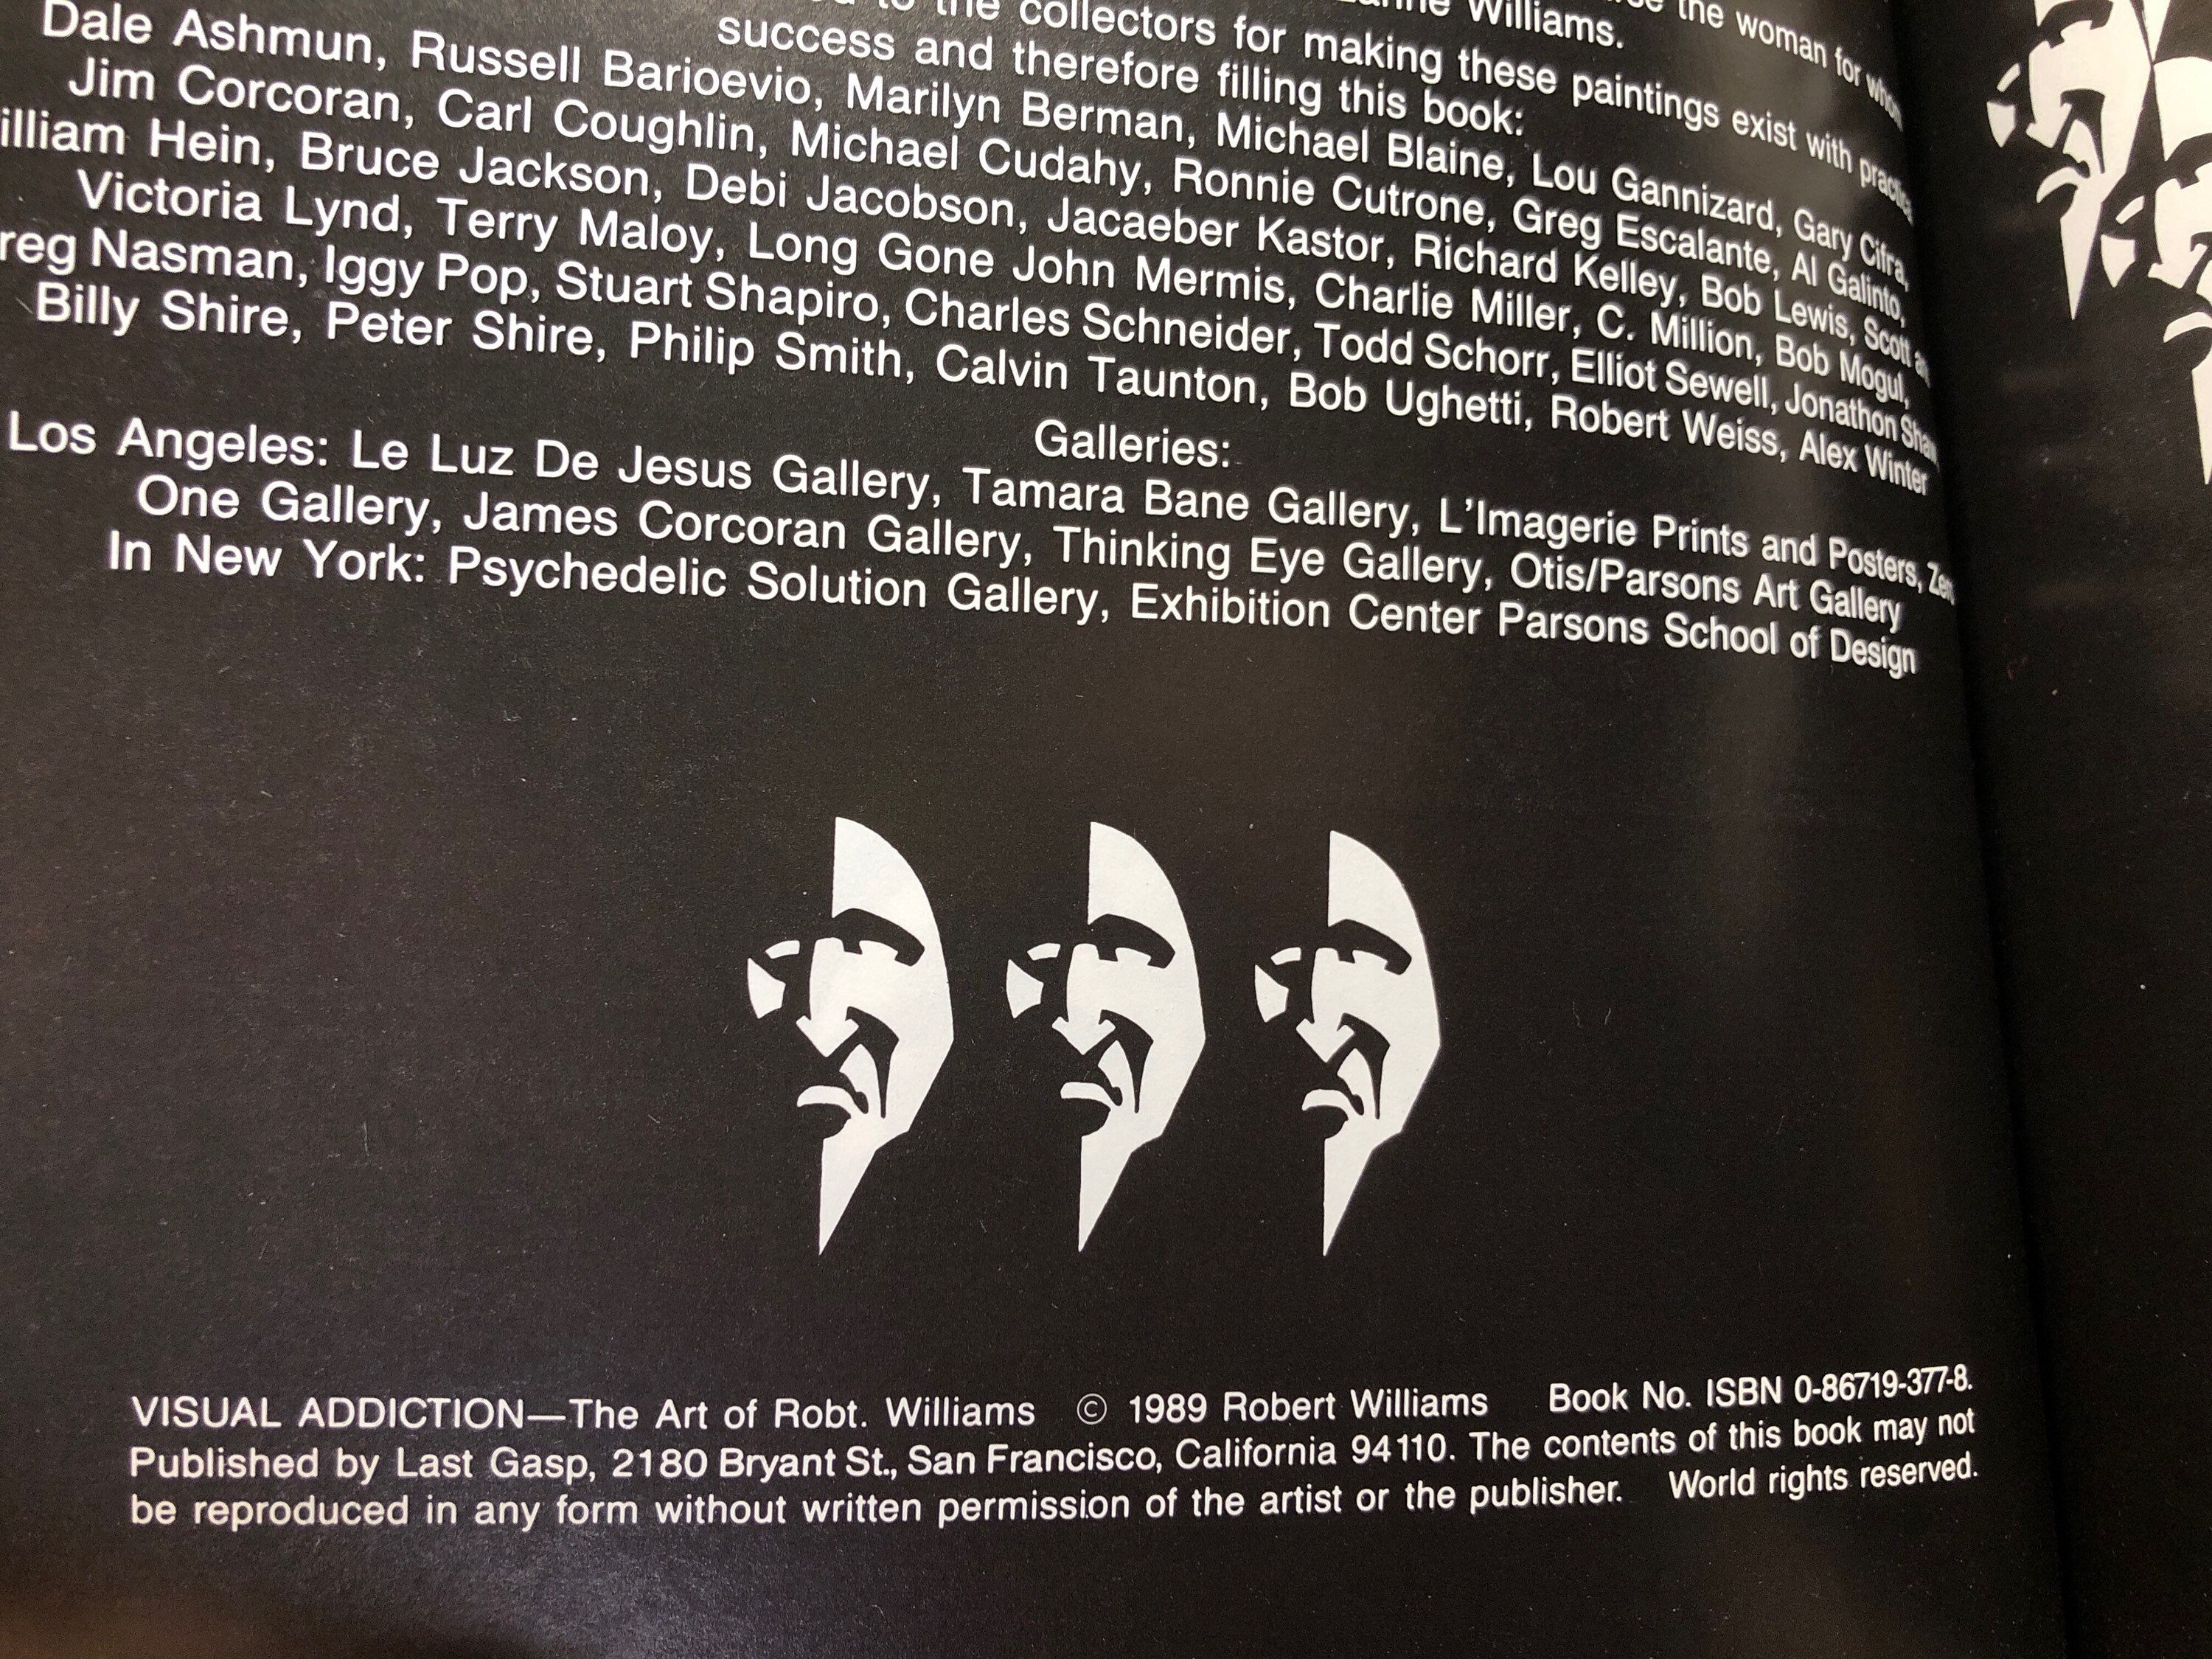 the woman for whom
Williams.
to the collectors for making these paintings exist with
success and therefore filling this book:
Dale Ashmun, Russell Barioevio, Marilyn Berman, Michael Blaine, Lou Gannizard, Gary Cifra,
Jim Corcoran, Carl Coughlin, Michael Cudahy, Ronnie Cutrone, Greg Escalante, Al Galinto,
Hein, Bruce Jackson, Debi Jacobson, Jacaeber Kastor, Richard Kelley, Bob Lewis, Scott
Victoria Lynd, Terry Maloy, Long Gone John Mermis, Charlie Miller, C. Million, Bob Mogul,
Nasman, Iggy Pop, Stuart Shapiro, Charles Schneider, Todd Schorr, Elliot Sewell, Jonathon
Billy Shire, Peter Shire, Philip Smith, Calvin Taunton, Bob Ughetti, Robert Weiss, Alex Winter
Galleries:
Los Angeles: Le Luz De Jesus Gallery, Tamara Bane Gallery, L'Imagerie Prints and Posters,
One Gallery, James Corcoran Gallery, Thinking Eye Gallery, Otis/Parsons Art Gallery
In New York: Psychedelic Solution Gallery, Exhibition Center Parsons School of Design
VISUAL ADDICTION—The Art of Robt. Williams © 1989 Robert Williams Book No. ISBN 0-86719-377-8.
Published by Last Gasp, 2180 Bryant St., San Francisco, California 94110. The contents of this book may not
be reproduced in any form without written permission of the artist or the publisher. World rights reserved.